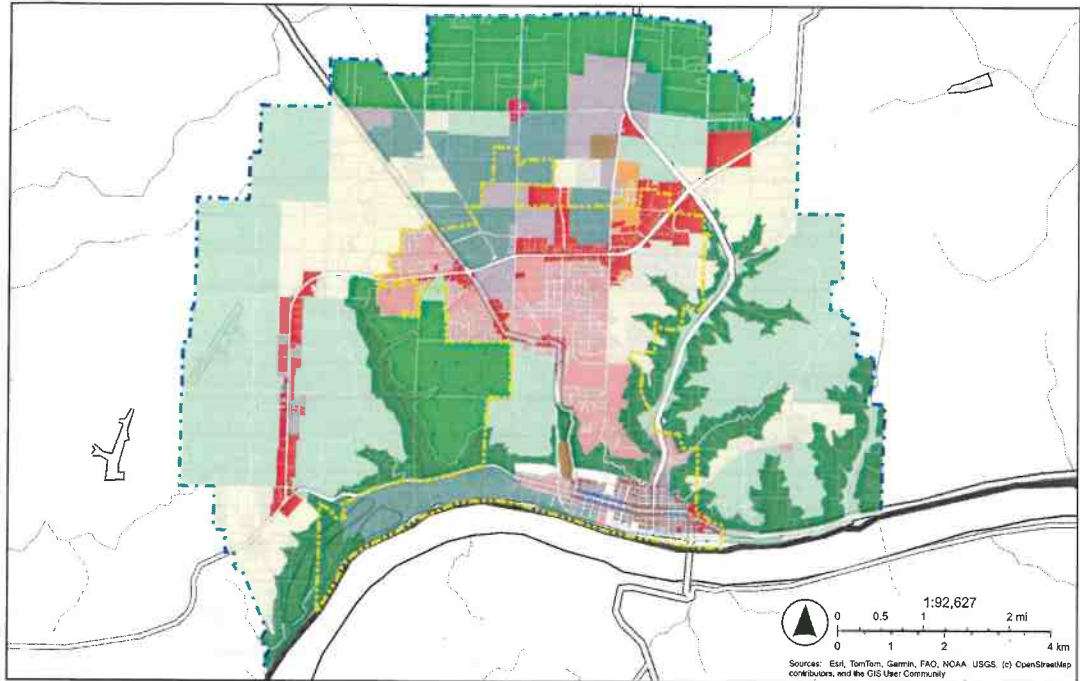 1:92,627
0 0.5 1 2 mi
0 1 2 4 km
Sources: Esri, TomTom, Garmin, FAO, NOAA, USGS, (c) OpenStreetMap
contributors, and the GIS User Community